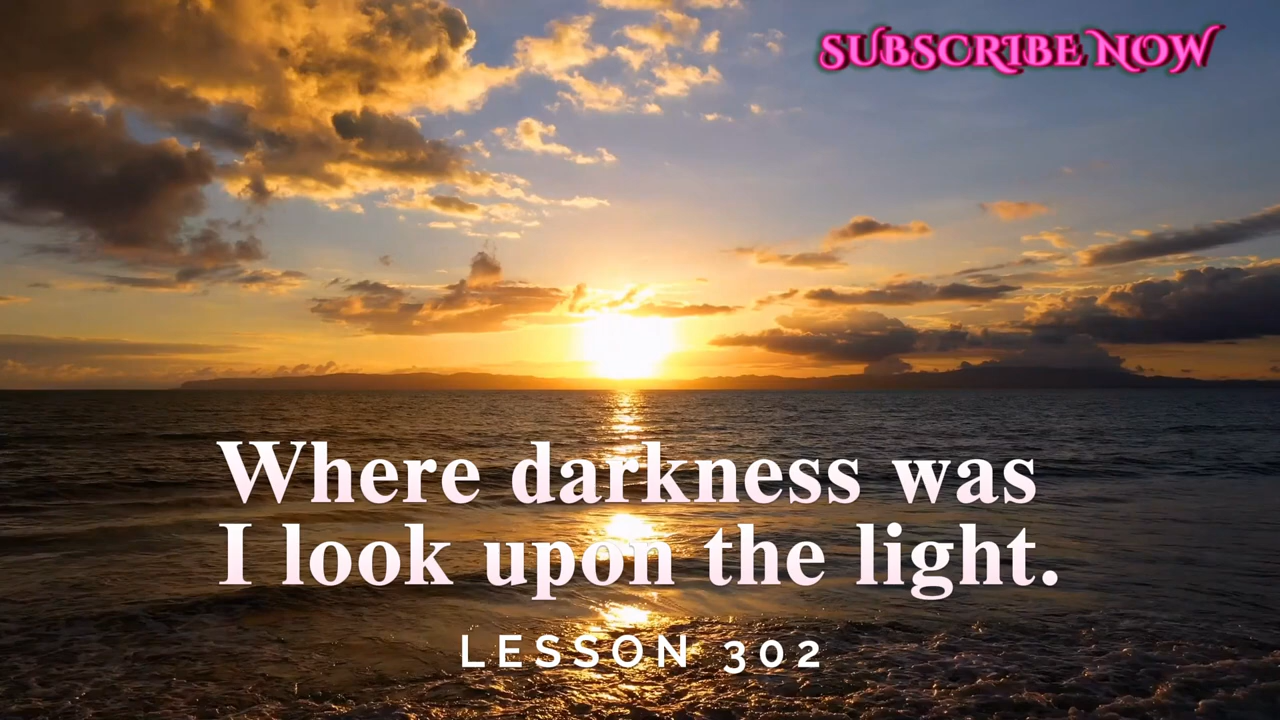 SUBSCRIBE NOW
Where darkness was
I look upon the light.
LESSON 302